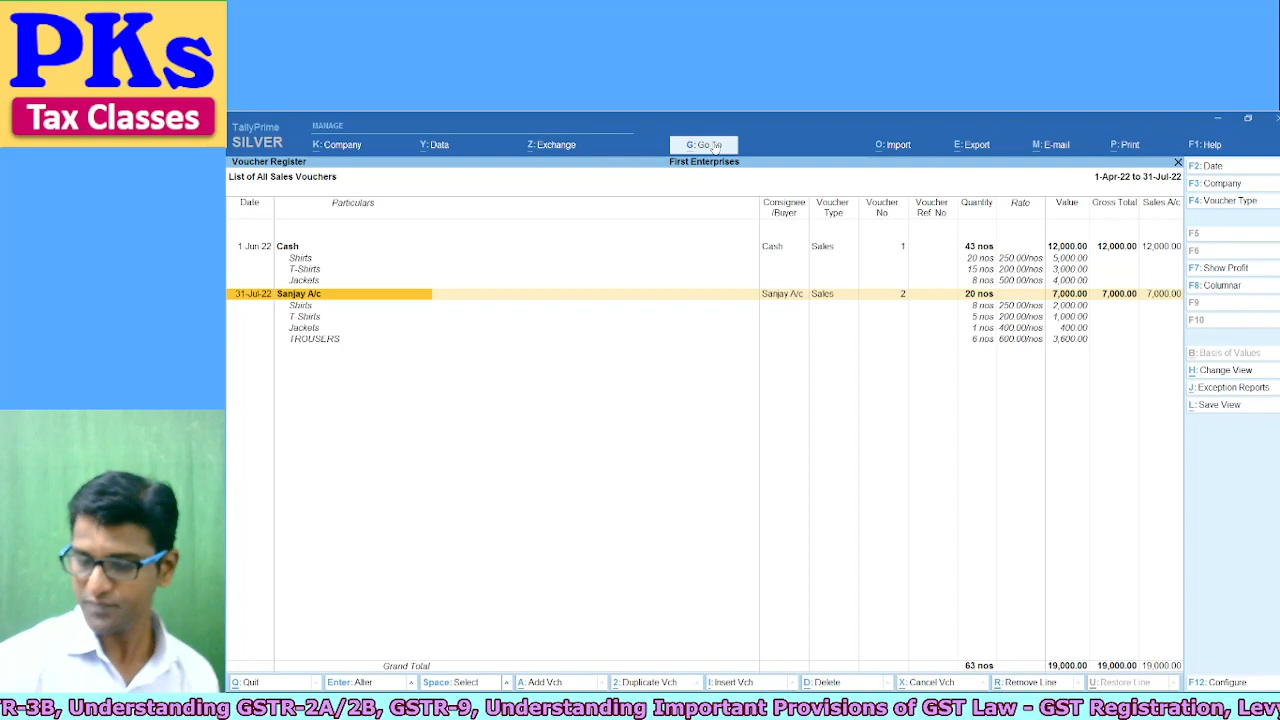 PKs
Tax Classes
TallyPrime
SILVER
MANAGE
K: Company
Y: Data
Z: Exchange
G: Go To
O: Import
E: Export
M: E-mail
P: Print
F1: Help
Voucher Register
First Enterprises
List of All Sales Vouchers
1-Apr-22 to 31-Jul-22
Date Particulars Consignee /Buyer Voucher Type Voucher No Voucher Ref. No. Quantity Rate Value Gross Total Sales A/c
1 Jun 22 Cash Cash Sales 1 43 nos 12,000.00 12,000.00 12,000.00
Shirts 20 nos 250.00/nos 5,000.00
T-Shirts 15 nos 200.00/nos 3,000.00
Jackets 8 nos 500.00/nos 4,000.00
31-Jul-22 Sanjay A/c Sanjay A/c Sales 2 20 nos 7,000.00 7,000.00 7,000.00
Shirts 8 nos 250.00/nos 2,000.00
T-Shirts 5 nos 200.00/nos 1,000.00
Jackets 1 nos 400.00/nos 400.00
TROUSERS 6 nos 600.00/nos 3,600.00
Grand Total 63 nos 19,000.00 19,000.00 19,000.00
F2: Date
F3: Company
F4: Voucher Type
F5
F6
F7: Show Profit
F8: Columnar
F9
F10
B: Basis of Values
H: Change View
J: Exception Reports
L: Save View
Q: Quit
Enter: Alter
Space: Select
A: Add Vch
2: Duplicate Vch
I: Insert Vch
D: Delete
X: Cancel Vch
R: Remove Line
U: Restore Line
F12: Configure
R-3B, Understanding GSTR-2A/2B, GSTR-9, Understanding Important Provisions of GST Law - GST Registration, Lev